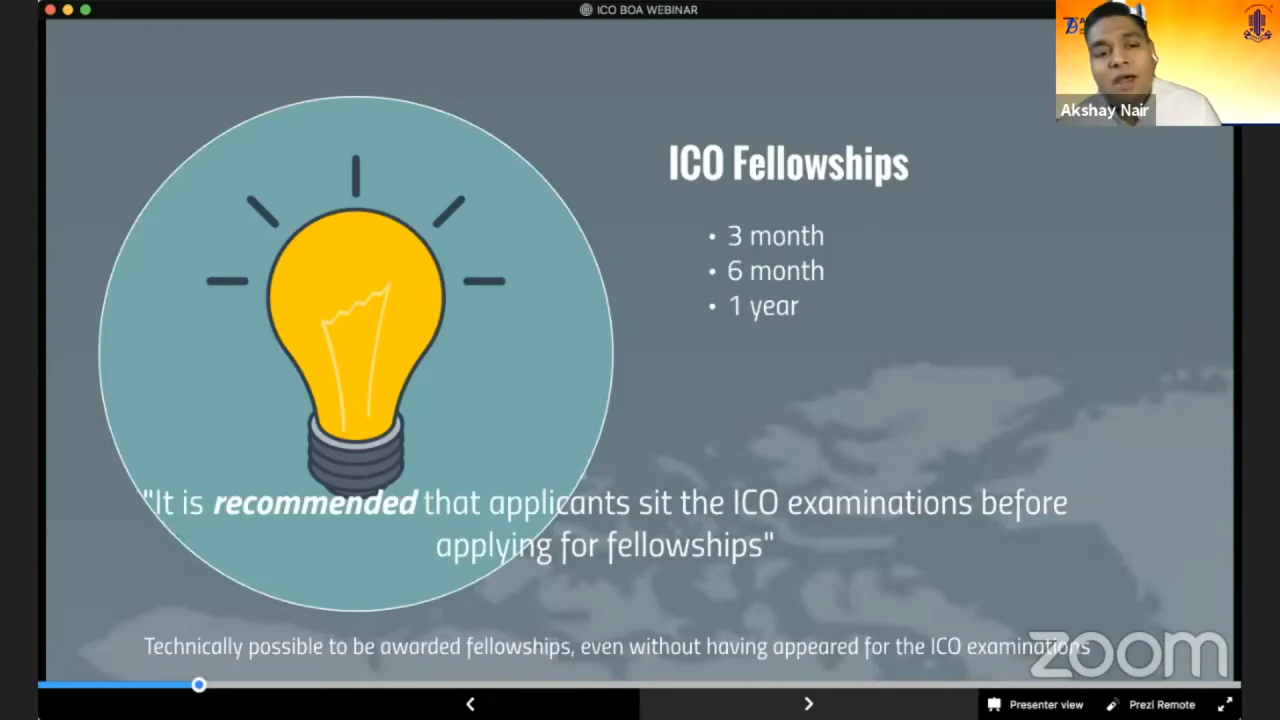 ICO BOA WEBINAR
Akshay Nair
ICO Fellowships
• 3 month
• 6 month
• 1 year
"It is recommended that applicants sit the ICO examinations before
applying for fellowships"
Technically possible to be awarded fellowships, even without having appeared for the ICO examinations
zoom
Presenter view
Prezi Remote